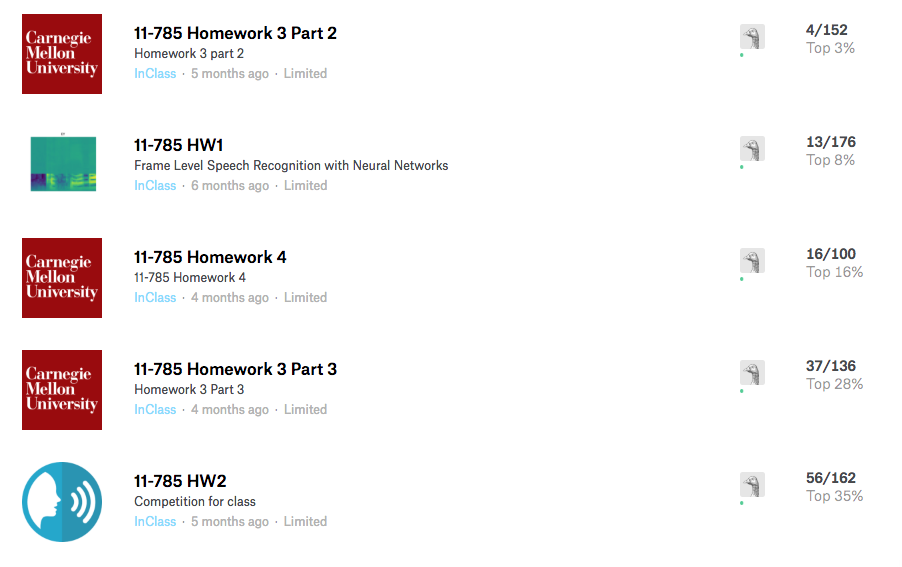 Carnegie
Mellon
University
11-785 Homework 3 Part 2
Homework 3 part 2
InClass · 5 months ago · Limited
4/152
Top 3%
11-785 HW1
Frame Level Speech Recognition with Neural Networks
InClass · 6 months ago · Limited
13/176
Top 8%
Carnegie
Mellon
University
11-785 Homework 4
11-785 Homework 4
InClass · 4 months ago · Limited
16/100
Top 16%
Carnegie
Mellon
University
11-785 Homework 3 Part 3
Homework 3 Part 3
InClass · 4 months ago · Limited
37/136
Top 28%
11-785 HW2
Competition for class
InClass · 5 months ago · Limited
56/162
Top 35%